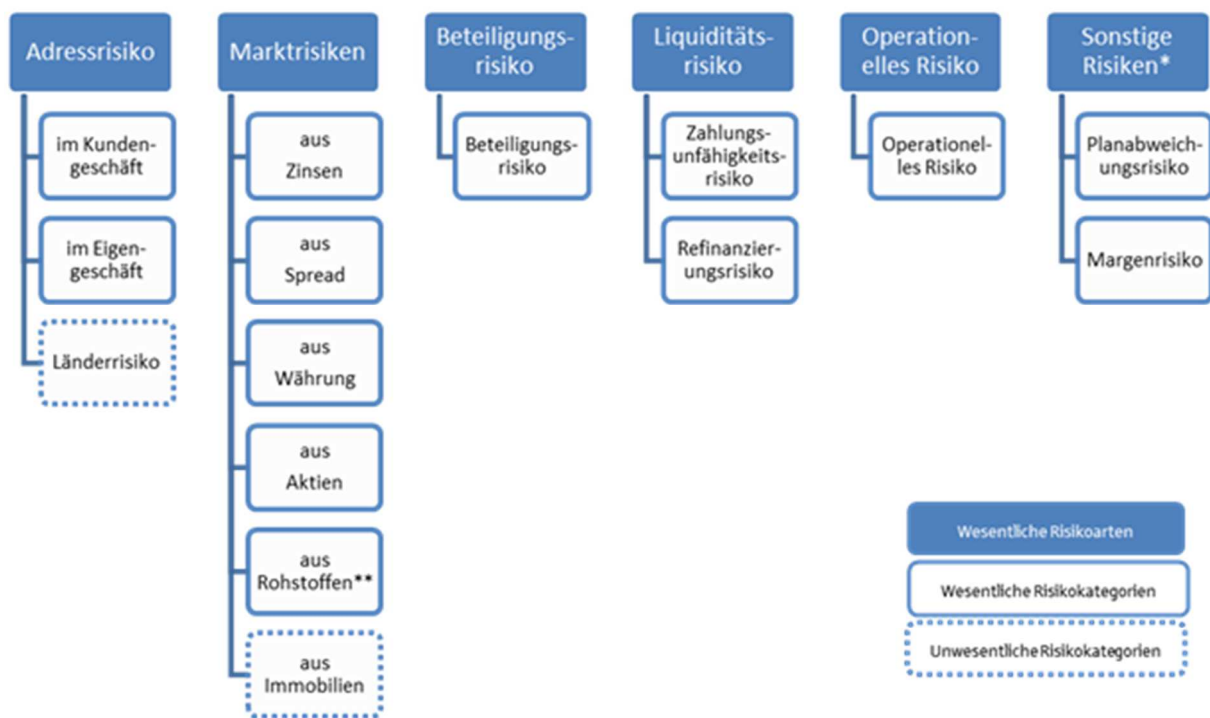 Adressrisiko
im Kunden-
geschäft
im Eigen-
geschäft
Länderrisiko
Marktrisiken
aus
Zinsen
aus
Spread
aus
Währung
aus
Aktien
aus
Rohstoffen**
aus
Immobilien
Beteiligungs-
risiko
Beteiligungs-
risiko
Liquiditäts-
risiko
Zahlungs-
unfähigkeits-
risiko
Refinanzier-
ungsrisiko
Operation-
elles Risiko
Operationel-
les Risiko
Sonstige
Risiken*
Planabweich-
ungsrisiko
Margenrisiko
Wesentliche Risikoarten
Wesentliche Risikokategorien
Unwesentliche Risikokategorien